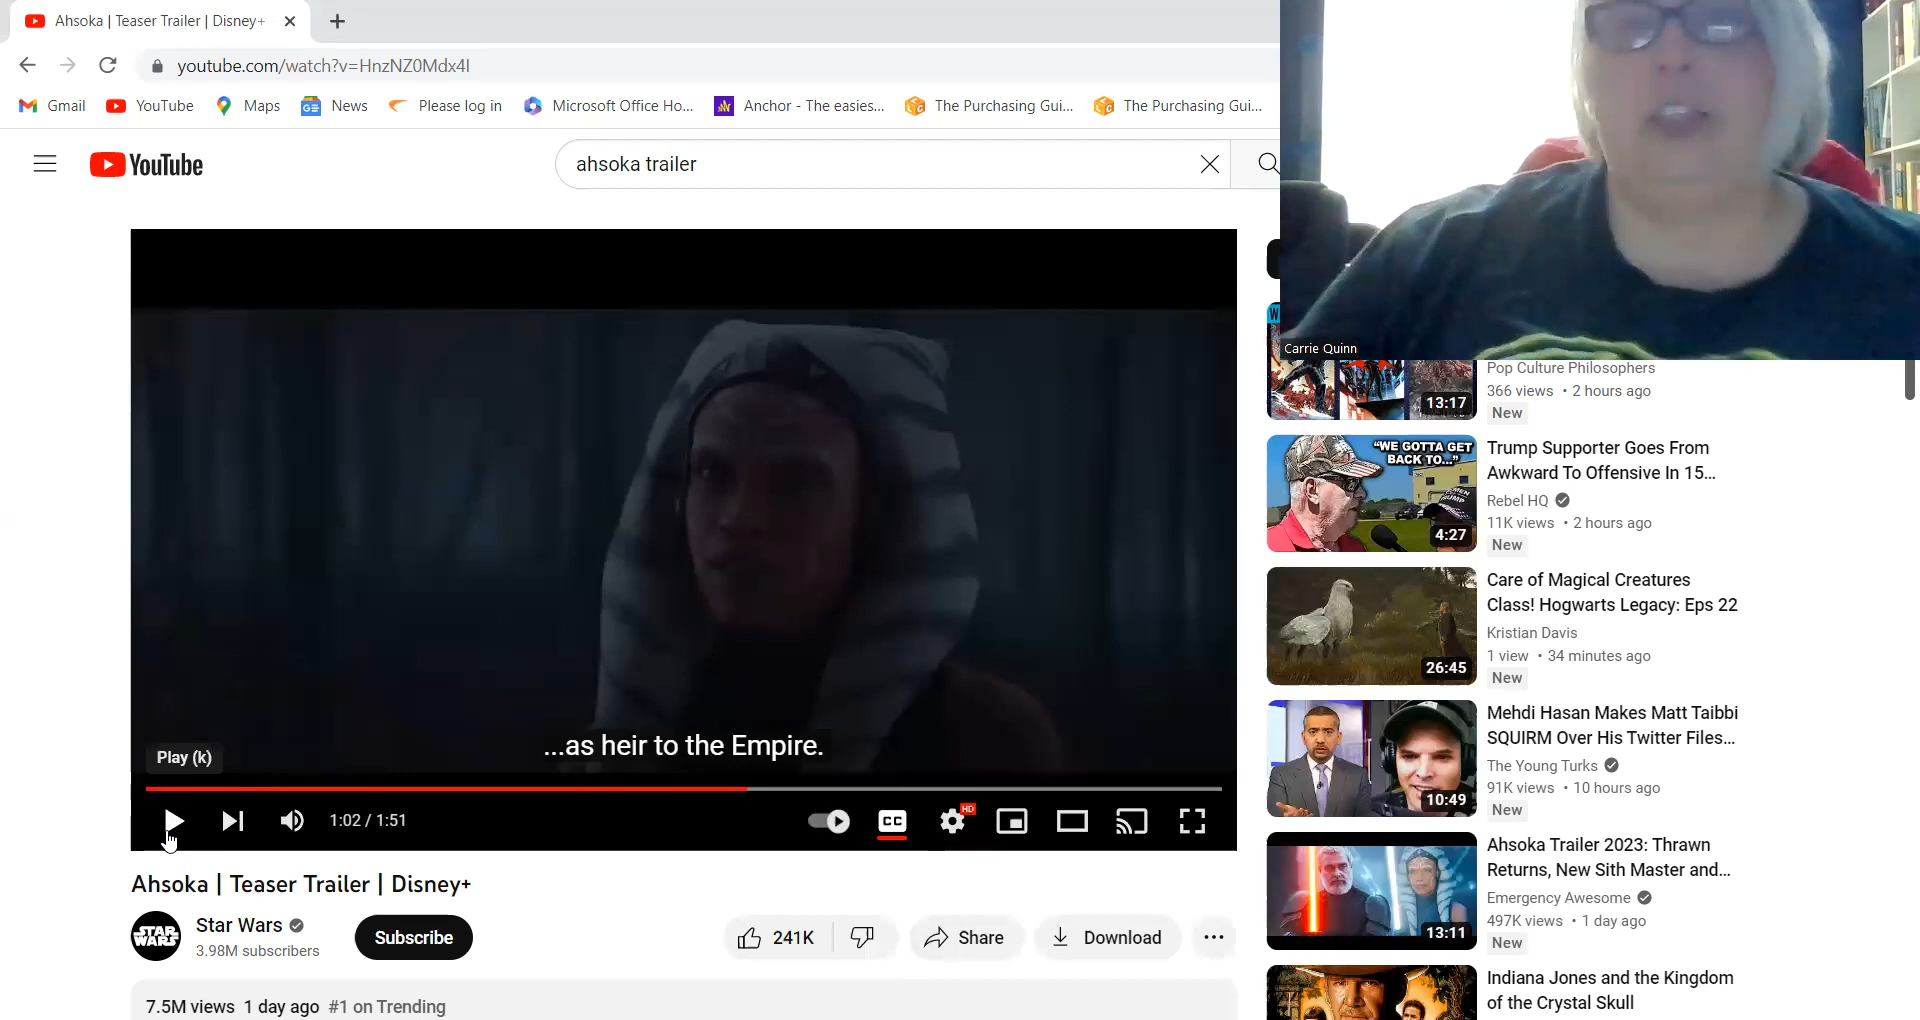 Ahsoka | Teaser Trailer | Disney+
youtube.com/watch?v=HnzNZ0Mdx4I
Gmail YouTube Maps News Please log in Microsoft Office Ho... Anchor - The easies... The Purchasing Gui... The Purchasing Gui...
YouTube
ahsoka trailer
Carrie Quinn
...as heir to the Empire.
Play (k)
HD
1:02 / 1:51
CC
Ahsoka | Teaser Trailer | Disney+
STAR WARS
Star Wars
3.98M subscribers
Subscribe
241K
Share
Download
7.5M views 1 day ago #1 on Trending
13:17
Pop Culture Philosophers
366 views • 2 hours ago
New
"WE GOTTA GET
BACK TO..."
4:27
Trump Supporter Goes From
Awkward To Offensive In 15...
Rebel HQ
11K views • 2 hours ago
New
26:45
Care of Magical Creatures
Class! Hogwarts Legacy: Eps 22
Kristian Davis
1 view • 34 minutes ago
New
10:49
Mehdi Hasan Makes Matt Taibbi
SQUIRM Over His Twitter Files...
The Young Turks
91K views • 10 hours ago
New
13:11
Ahsoka Trailer 2023: Thrawn
Returns, New Sith Master and...
Emergency Awesome
497K views • 1 day ago
New
Indiana Jones and the Kingdom
of the Crystal Skull